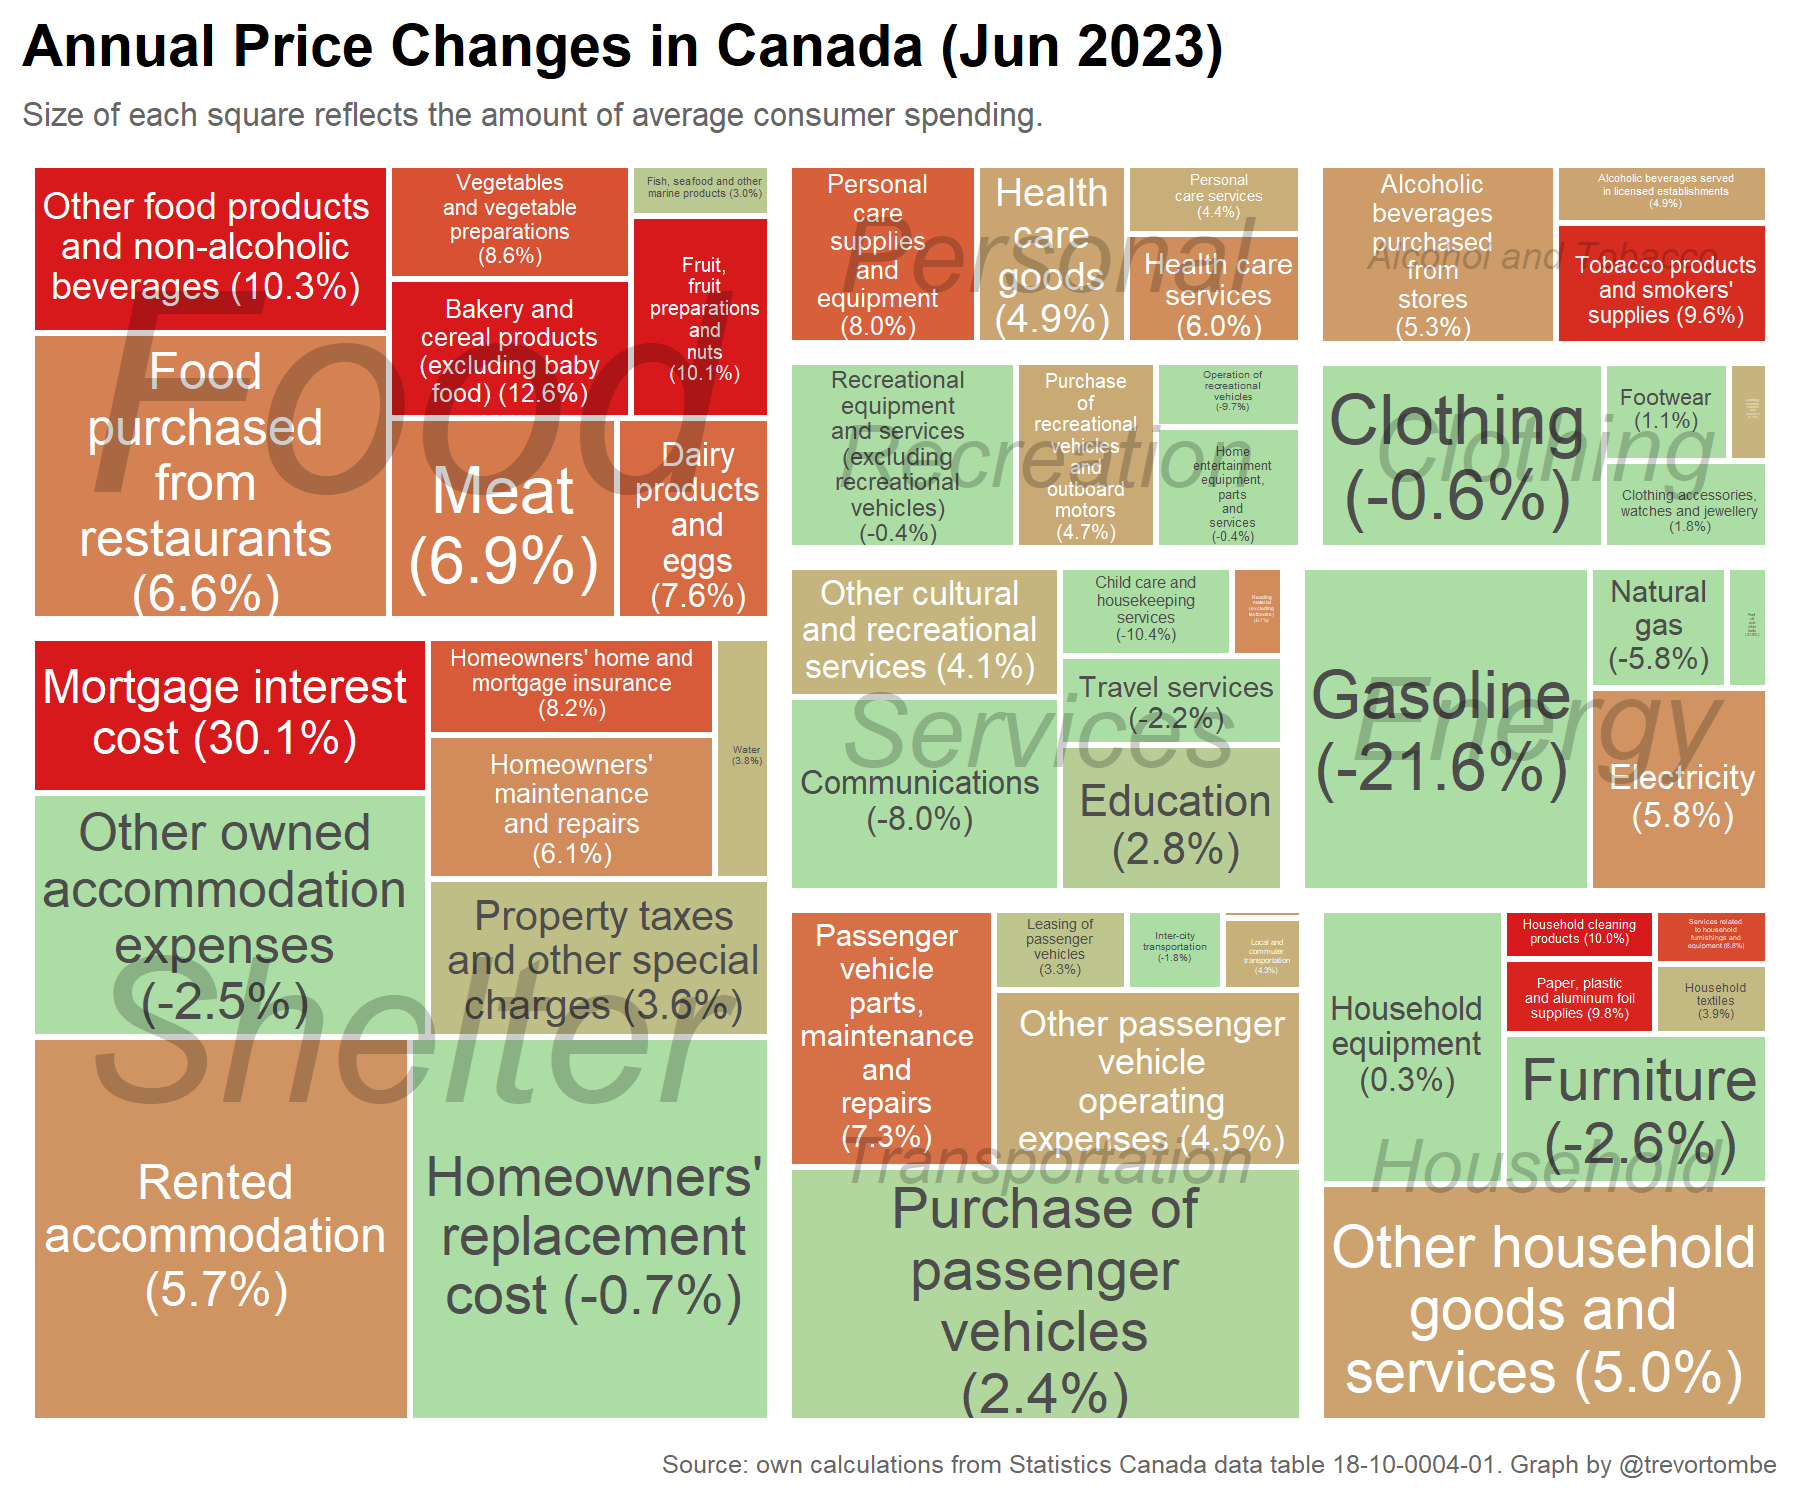 Annual Price Changes in Canada (Jun 2023)
Size of each square reflects the amount of average consumer spending.
Food
Other food products
and non-alcoholic
beverages (10.3%)
Vegetables
and vegetable
preparations
(8.6%)
Fish, seafood and other
marine products (3.0%)
Bakery and
cereal products
(excluding baby
food) (12.6%)
Fruit,
fruit
preparations
and
nuts
(10.1%)
Food
purchased
from
restaurants
(6.6%)
Meat
(6.9%)
Dairy
products
and
eggs
(7.6%)
Personal
Personal
care
supplies
and
equipment
(8.0%)
Health
care
goods
(4.9%)
Personal
care services
(4.4%)
Health care
services
(6.0%)
Alcohol and Tobacco
Alcoholic
beverages
purchased
from
stores
(5.3%)
Alcoholic beverages served
in licensed establishments
(4.9%)
Tobacco products
and smokers'
supplies (9.6%)
Recreation
Recreational
equipment
and services
(excluding
recreational
vehicles)
(-0.4%)
Purchase
of
recreational
vehicles
and
outboard
motors
(4.7%)
Operation of
recreational
vehicles
(-9.7%)
Home
entertainment
equipment,
parts
and
services
(-0.4%)
Clothing
Clothing
(-0.6%)
Footwear
(1.1%)
Clothing accessories,
watches and jewellery
(1.8%)
Services
Other cultural
and recreational
services (4.1%)
Child care and
housekeeping
services
(-10.4%)
Reading
material
(excluding
textbooks)
Travel services
(-2.2%)
Communications
(-8.0%)
Education
(2.8%)
Energy
Gasoline
(-21.6%)
Natural
gas
(-5.8%)
Electricity
(5.8%)
Shelter
Mortgage interest
cost (30.1%)
Homeowners' home and
mortgage insurance
(8.2%)
Homeowners'
maintenance
and repairs
(6.1%)
Water
(3.8%)
Other owned
accommodation
expenses
(-2.5%)
Property taxes
and other special
charges (3.6%)
Rented
accommodation
(5.7%)
Homeowners'
replacement
cost (-0.7%)
Transportation
Passenger
vehicle
parts,
maintenance
and
repairs
(7.3%)
Leasing of
passenger
vehicles
(3.3%)
Inter-city
transportation
(-1.8%)
Local and
commuter
transportation
(4.3%)
Other passenger
vehicle
operating
expenses (4.5%)
Purchase of
passenger
vehicles
(2.4%)
Household
Household
equipment
(0.3%)
Household cleaning
products (10.0%)
Services related
to household
furnishings and
equipment (8.8%)
Paper, plastic
and aluminum foil
supplies (9.8%)
Household
textiles
(3.9%)
Furniture
(-2.6%)
Other household
goods and
services (5.0%)
Source: own calculations from Statistics Canada data table 18-10-0004-01. Graph by @trevortombe